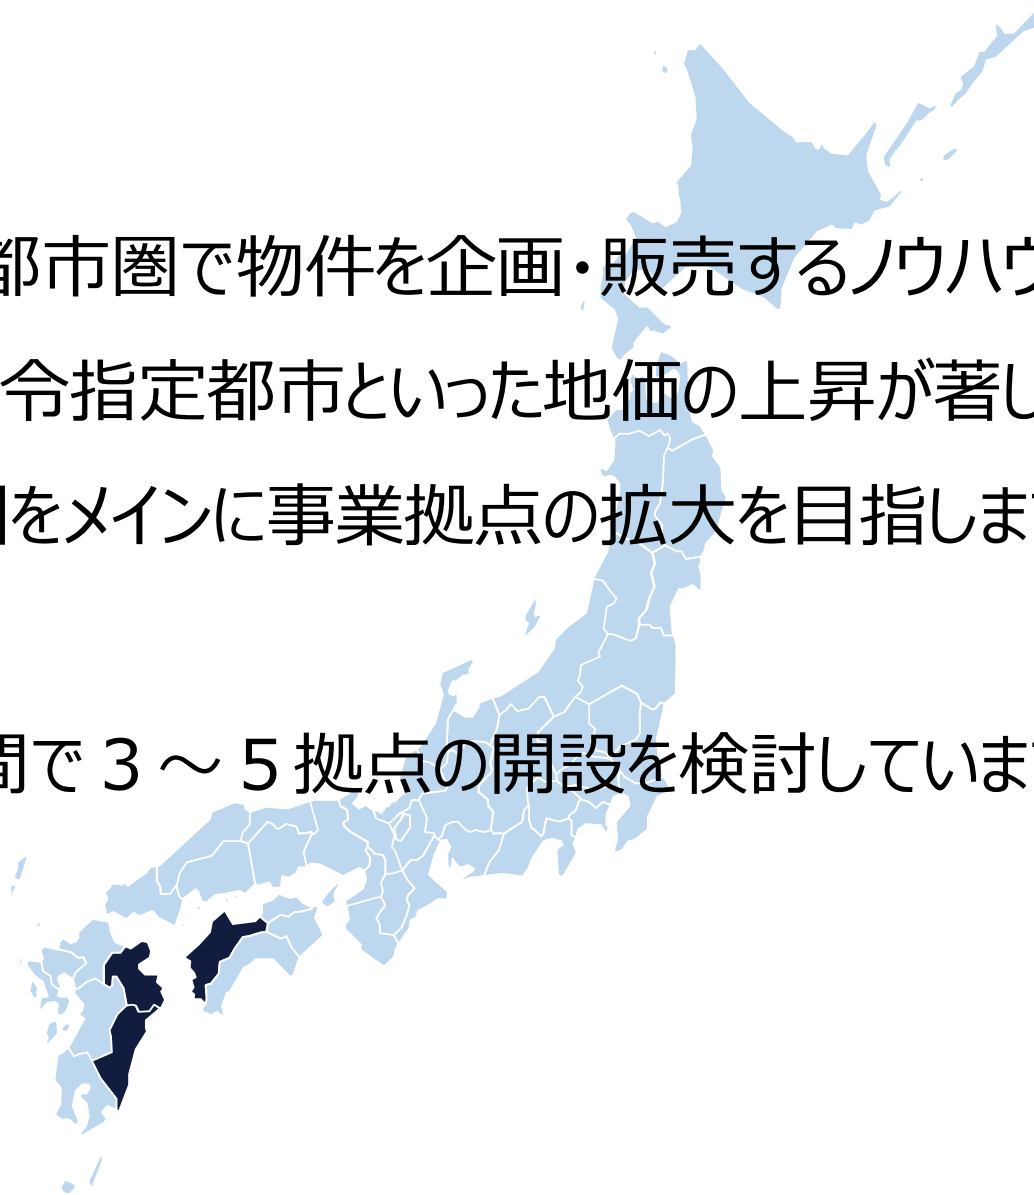 都市圏で物件を企画・販売するノウハウ
令指定都市といった地価の上昇が著し
をメインに事業拠点の拡大を目指しま
間で３～５拠点の開設を検討していま